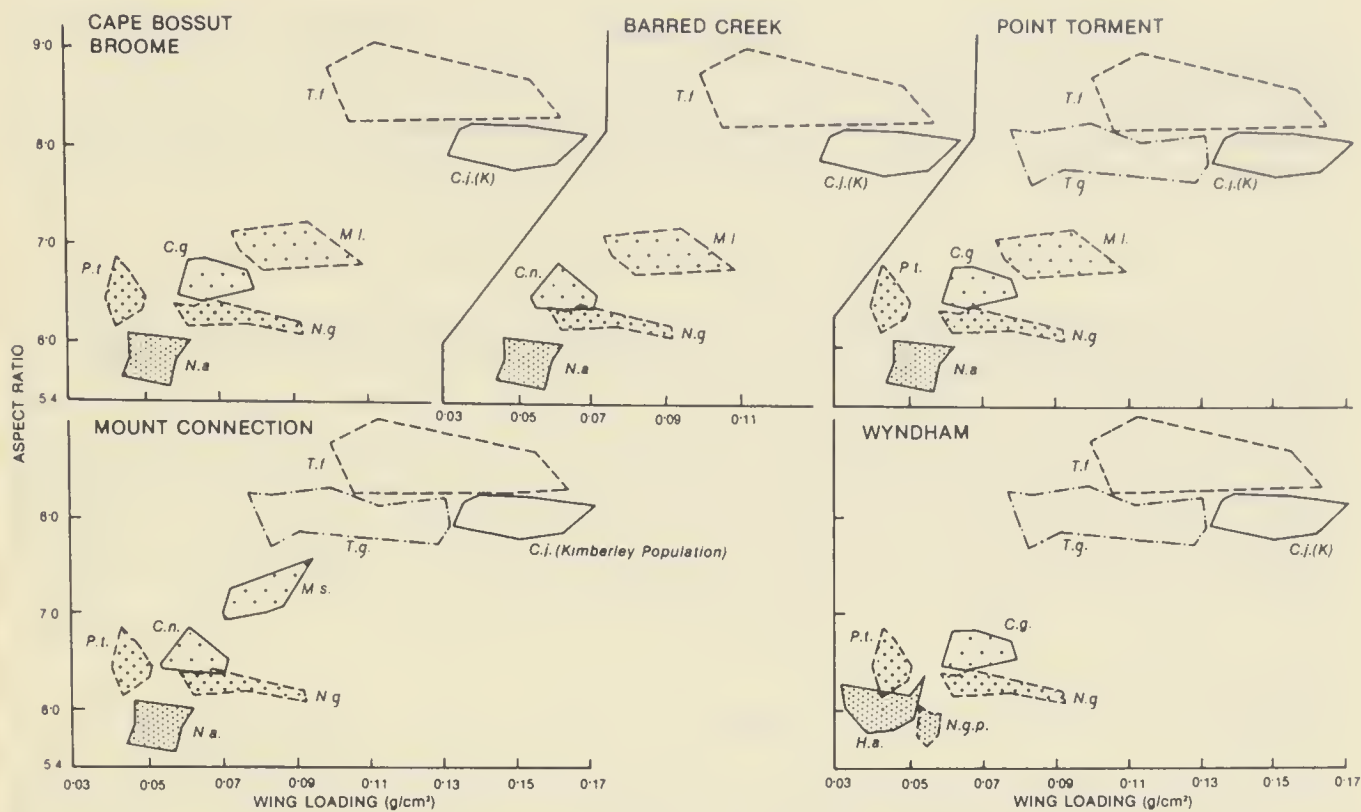 CAPE BOSSUT
BROOME
BARRED CREEK
POINT TORMENT
9·0
8·0
7·0
6·0
5·4
ASPECT RATIO
T.f
C.j.(K)
M l.
C.g
P.t.
N.g
N.a
T.f
C.j.(K)
M l
C.n.
N.g
N.a
0·03
0·05
0·07
0·09
0·11
T.f
T.g
C.j.(K)
M l.
C.g
P.t.
N.g
N.a
MOUNT CONNECTION
WYNDHAM
8·0
7·0
6·0
5·4
T.f
T.g.
C.j.(Kimberley Population)
M s.
C.n.
P.t.
N.g
N a.
0·03
0·05
0·07
0·09
0·11
0·13
0·15
0·17
WING LOADING (g/cm²)
T.f
T.g.
C.j.(K)
P.t.
C.g.
N.g
H.a.
N.g.p.
0·03
0·05
0·07
0·09
0·11
0·13
0·15
0·17
WING LOADING (g/cm²)